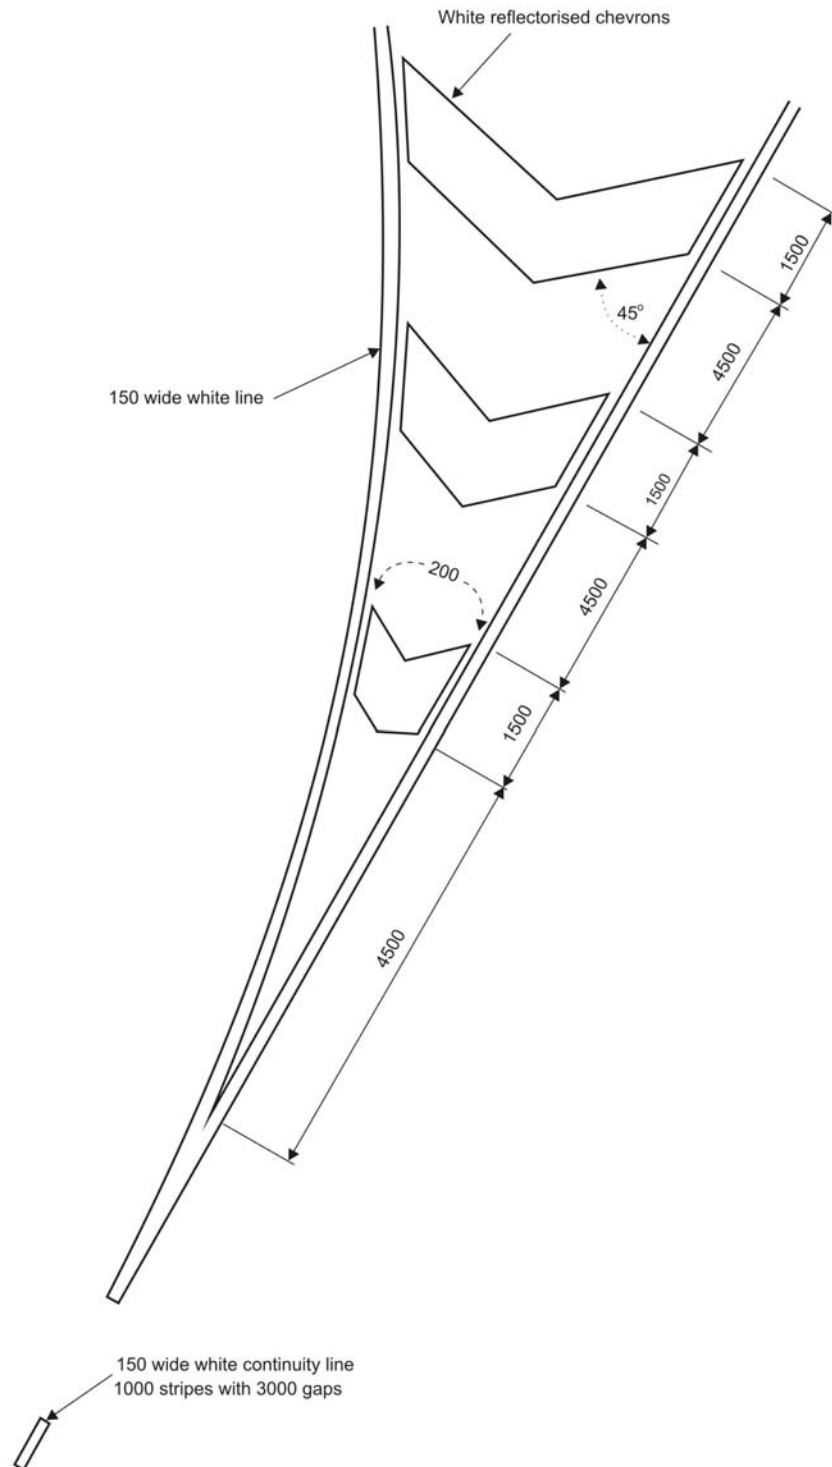 White reflectorised chevrons
1500
45°
4500
150 wide white line
1500
200
4500
1500
4500
150 wide white continuity line
1000 stripes with 3000 gaps